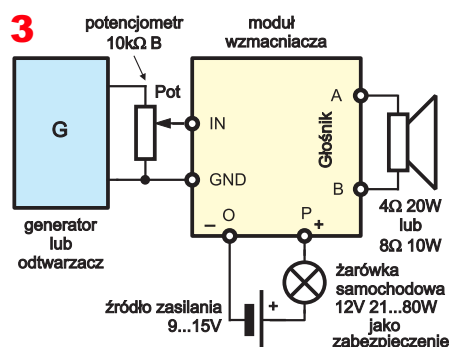 3
potencjometr
10kΩ B
moduł
wzmacniacza
Pot
G
IN
GND
A
B
Głośnik
O
P
–
+
generator
lub
odtwarzacz
4Ω 20W
lub
8Ω 10W
źródło zasilania
9...15V
+
żarówka
samochodowa
12V 21...80W
jako
zabezpieczenie